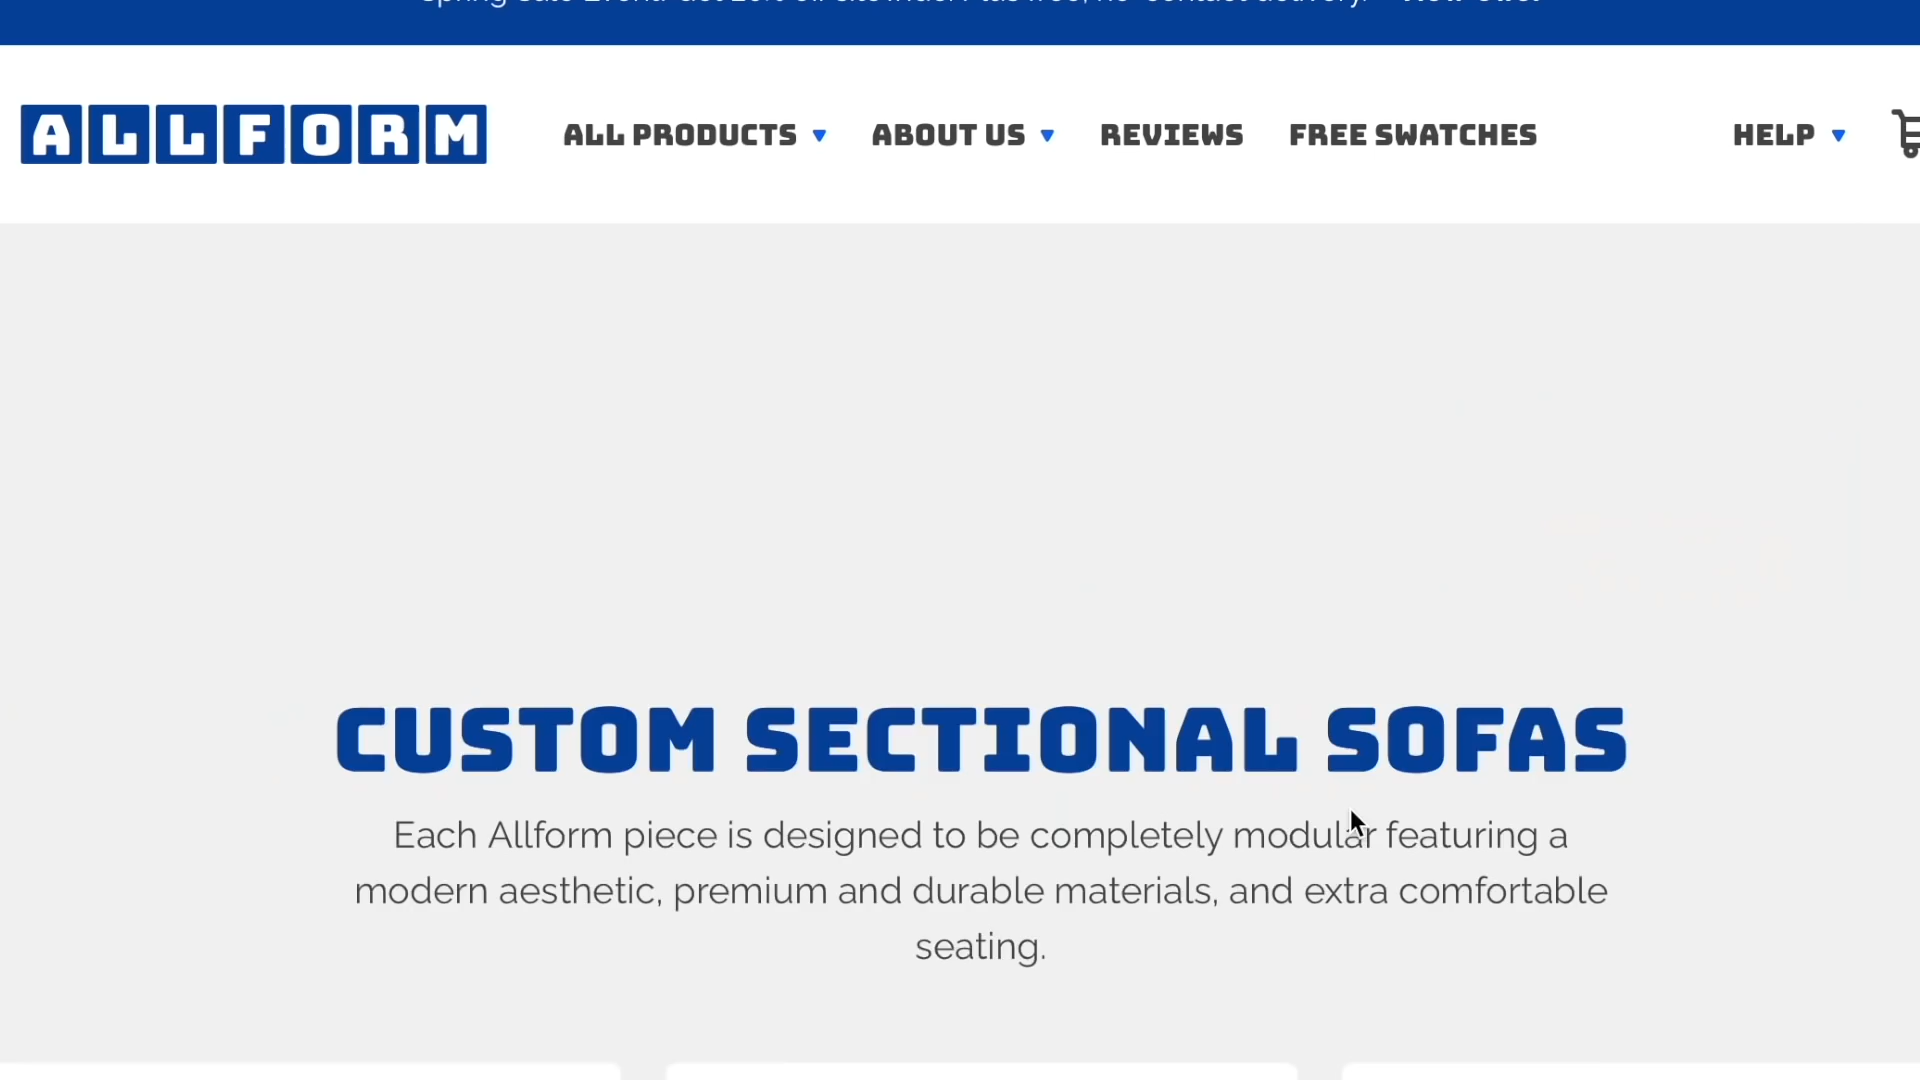 ALLFORM
ALL PRODUCTS
ABOUT US
REVIEWS
FREE SWATCHES
HELP
CUSTOM SECTIONAL SOFAS
Each Allform piece is designed to be completely modular featuring a
modern aesthetic, premium and durable materials, and extra comfortable
seating.